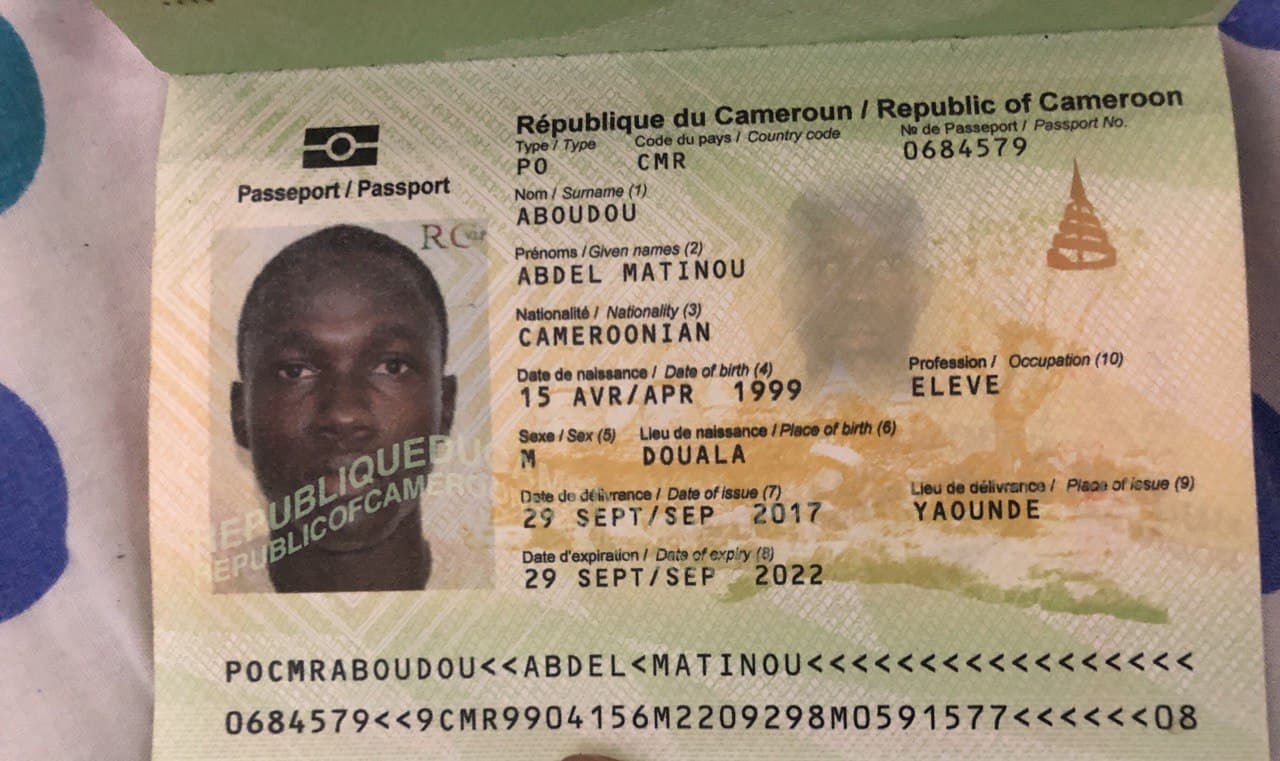 République du Cameroun / Republic of Cameroon
Type / Type Code du pays / Country code № de Passeport / Passport No.
PO CMR 0684579
Passeport / Passport
Nom / Surname (1)
ABOUDOU
RC
Prénoms / Given names (2)
ABDEL MATINOU
Nationalité / Nationality (3)
CAMEROONIAN
Date de naissance / Date of birth (4) Profession / Occupation (10)
15 AVR/APR 1999 ELEVE
Sexe / Sex (5) Lieu de naissance / Place of birth (6)
M DOUALA
REPUBLIQUEDU
REPUBLICOFCAMEROON
Date de délivrance / Date of issue (7) Lieu de délivrance / Place of issue (9)
29 SEPT/SEP 2017 YAOUNDE
Date d'expiration / Date of expiry (8)
29 SEPT/SEP 2022
POCMRABOUDOU<<ABDEL<MATINOU<<<<<<<<<<<<<<<<<
0684579<<9CMR9904156M2209298M0591577<<<<<<08